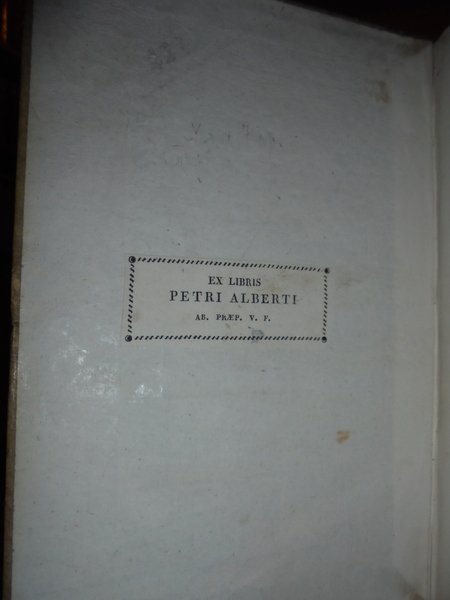 EX LIBRIS
PETRI ALBERTI
AB. PRÆP. V. F.